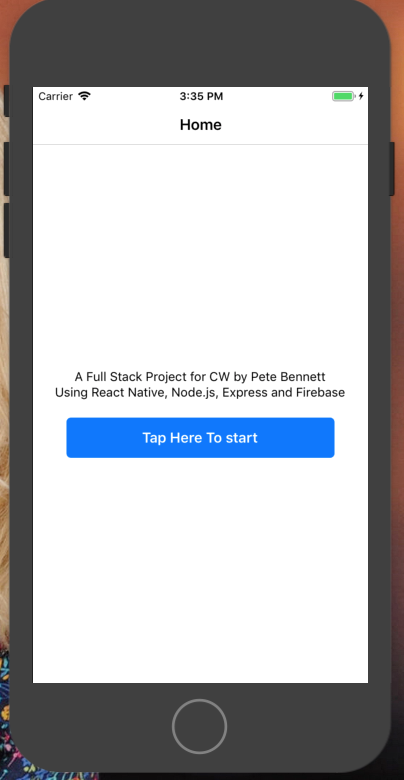 Carrier 3:35 PM
Home
A Full Stack Project for CW by Pete Bennett
Using React Native, Node.js, Express and Firebase
Tap Here To start